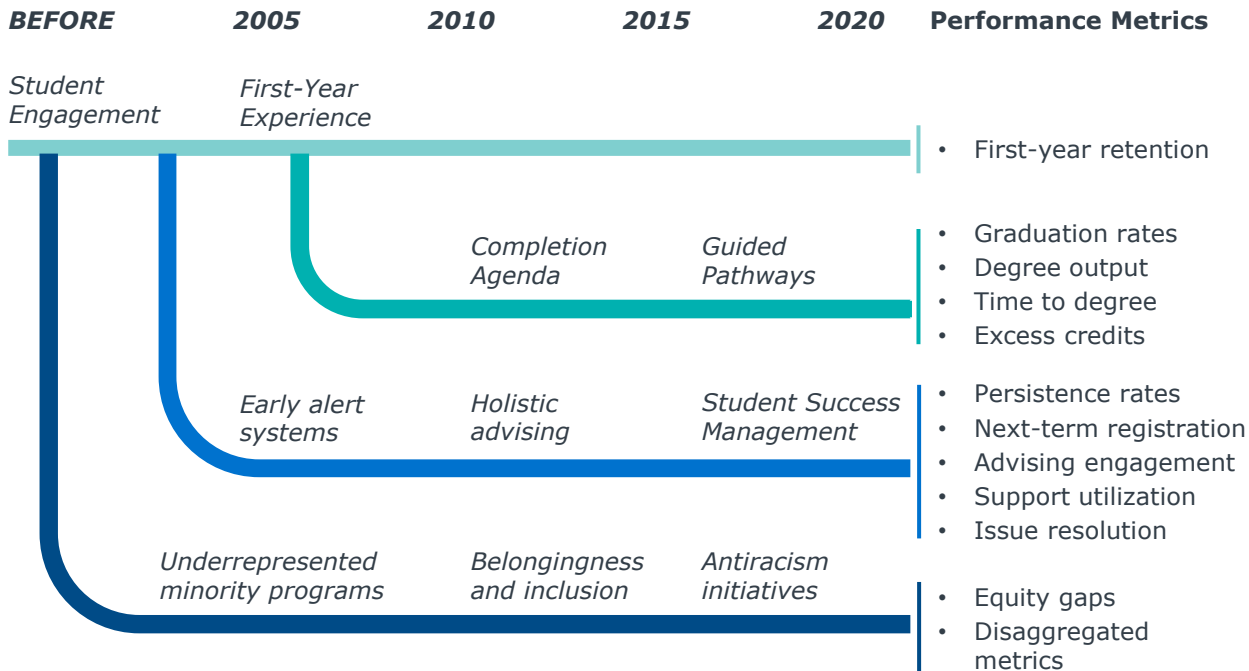 BEFORE 2005 2010 2015 2020 Performance Metrics
Student
Engagement
First-Year
Experience
• First-year retention
Completion
Agenda
Guided
Pathways
• Graduation rates
• Degree output
• Time to degree
• Excess credits
Early alert
systems
Holistic
advising
Student Success
Management
• Persistence rates
• Next-term registration
• Advising engagement
• Support utilization
• Issue resolution
Underrepresented
minority programs
Belongingness
and inclusion
Antiracism
initiatives
• Equity gaps
• Disaggregated
metrics